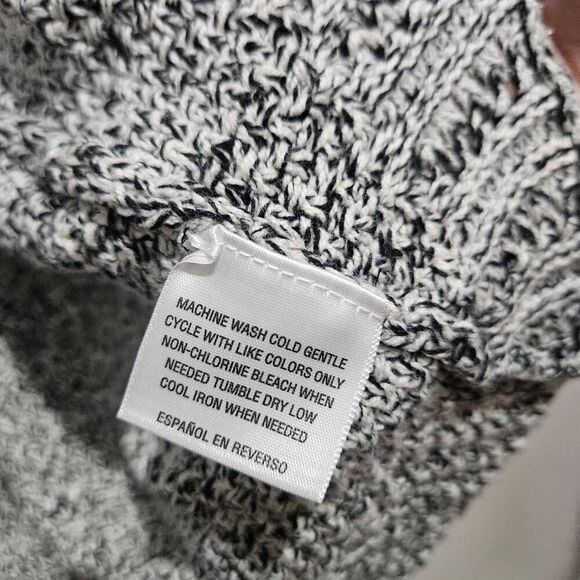 MACHINE WASH COLD GENTLE
CYCLE WITH LIKE COLORS ONLY
NON-CHLORINE BLEACH WHEN
NEEDED TUMBLE DRY LOW
COOL IRON WHEN NEEDED
ESPAÑOL EN REVERSO